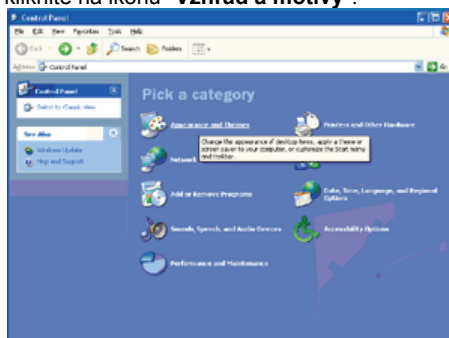 kliknite na ikonu "Vzhľad a motívy".
Control Panel
File Edit View Favorites Tools Help
Back Search Folders
Address Control Panel Go
Control Panel
Switch to Classic View
See Also
Windows Update
Help and Support
Pick a category
Appearance and Themes
Printers and Other Hardware
Change the appearance of desktop items, apply a theme or
screen saver to your computer, or customize the Start menu
and taskbar.
Network
Add or Remove Programs
Date, Time, Language, and Regional
Options
Sounds, Speech, and Audio Devices
Accessibility Options
Performance and Maintenance